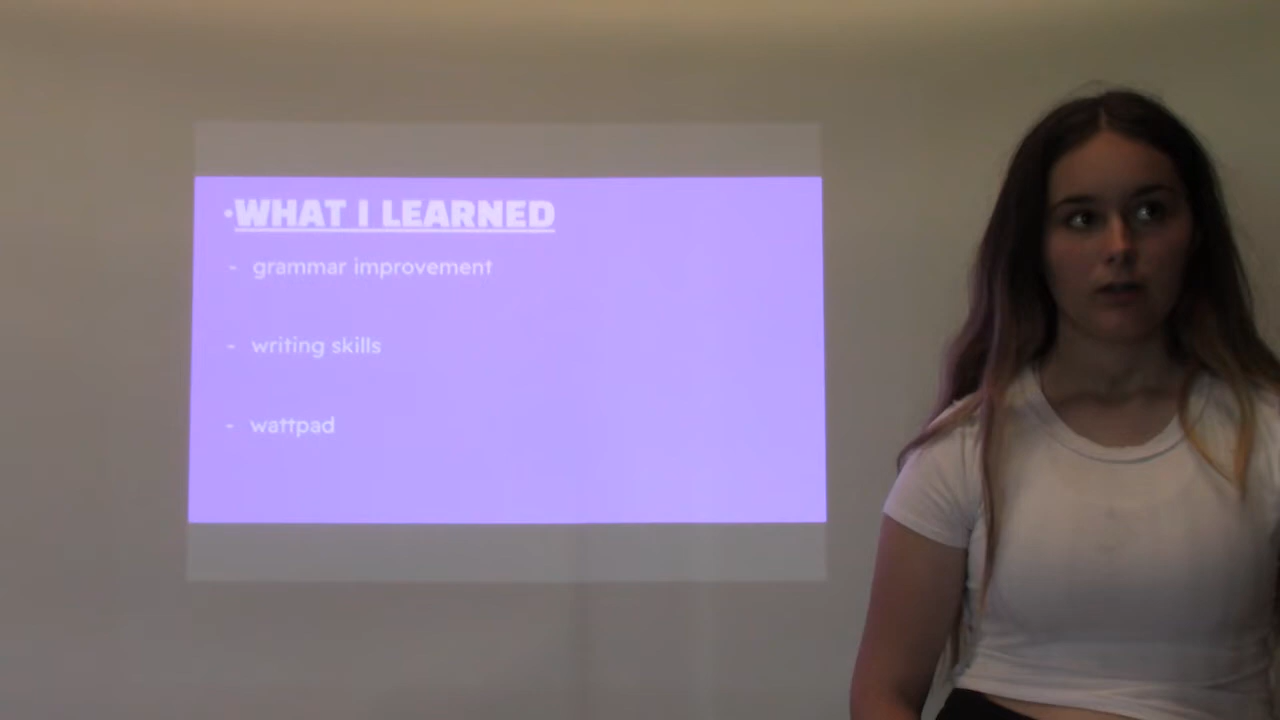 •WHAT I LEARNED
- grammar improvement
- writing skills
- wattpad